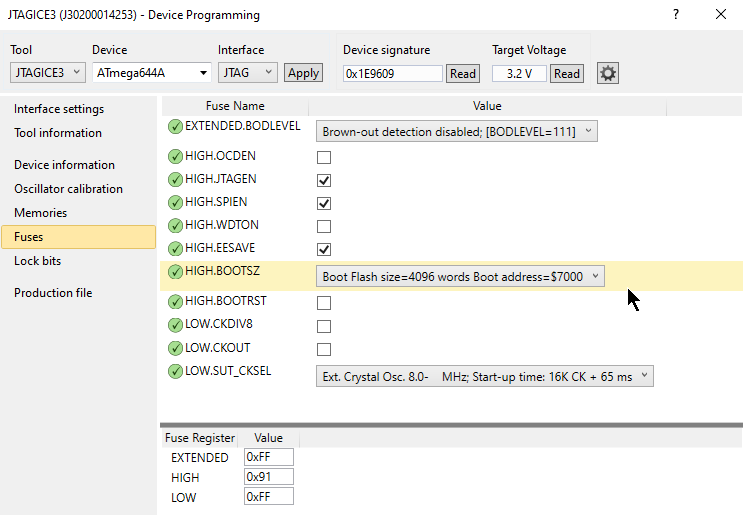 JTAGICE3 (J30200014253) - Device Programming
Tool Device Interface Device signature Target Voltage
JTAGICE3 ATmega644A JTAG Apply 0x1E9609 Read 3.2 V Read
Interface settings
Tool information
Device information
Oscillator calibration
Memories
Fuses
Lock bits
Production file
Fuse Name Value
EXTENDED.BODLEVEL Brown-out detection disabled; [BODLEVEL=111]
HIGH.OCDEN
HIGH.JTAGEN
HIGH.SPIEN
HIGH.WDTON
HIGH.EESAVE
HIGH.BOOTSZ Boot Flash size=4096 words Boot address=$7000
HIGH.BOOTRST
LOW.CKDIV8
LOW.CKOUT
LOW.SUT_CKSEL Ext. Crystal Osc. 8.0- MHz; Start-up time: 16K CK + 65 ms
Fuse Register Value
EXTENDED 0xFF
HIGH 0x91
LOW 0xFF